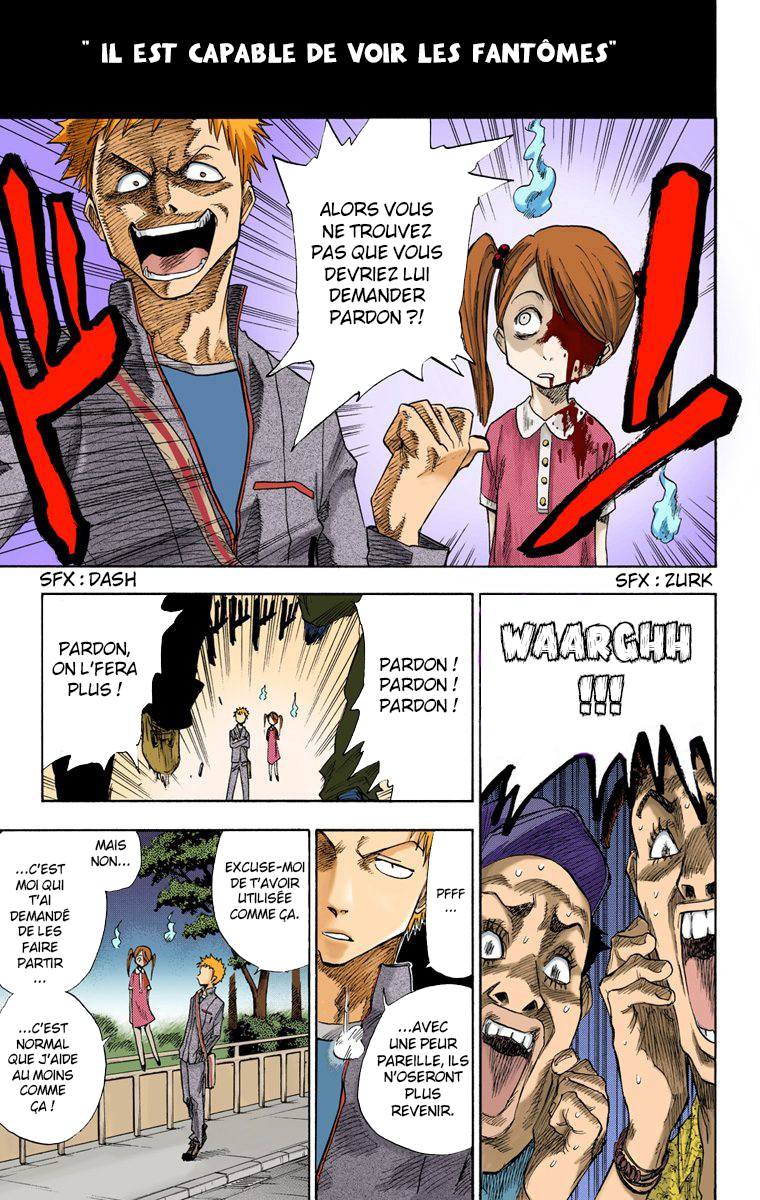 " IL EST CAPABLE DE VOIR LES FANTÔMES"
ALORS VOUS
NE TROUVEZ
PAS QUE VOUS
DEVRIEZ LUI
DEMANDER
PARDON ?!
SFX : DASH
SFX : ZURK
WAARGHH
!!!
PARDON !
PARDON !
PARDON !
PARDON,
ON L'FERA
PLUS !
PFFF
...
...AVEC
UNE PEUR
PAREILLE, ILS
N'OSERONT
PLUS
REVENIR.
EXCUSE-MOI
DE T'AVOIR
UTILISÉE
COMME ÇA.
MAIS
NON...
...C'EST
MOI QUI
T'AI
DEMANDÉ
DE LES
FAIRE
PARTIR
...
...C'EST
NORMAL
QUE J'AIDE
AU MOINS
COMME
ÇA !